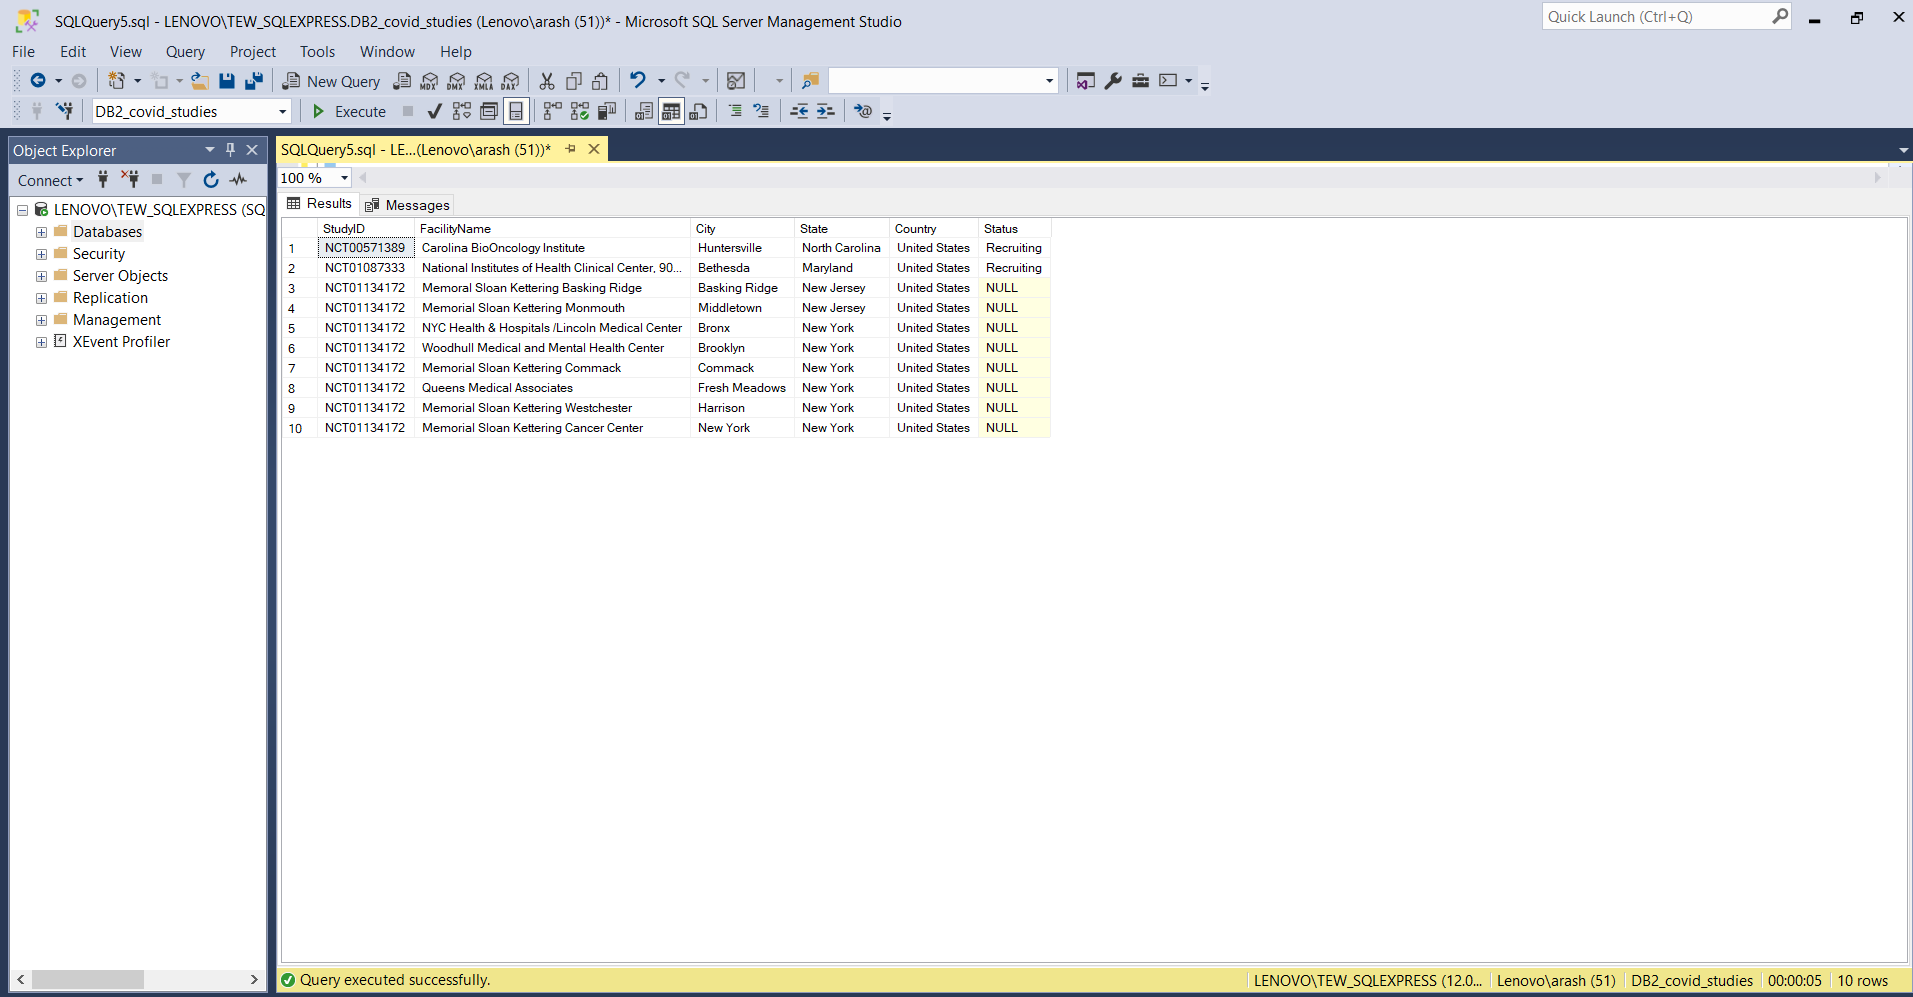 SQLQuery5.sql - LENOVO\TEW_SQLEXPRESS.DB2_covid_studies (Lenovo\arash (51))* - Microsoft SQL Server Management Studio
Quick Launch (Ctrl+Q)
File Edit View Query Project Tools Window Help
New Query MDX DMX XMLA DAX
DB2_covid_studies Execute
Object Explorer
SQLQuery5.sql - LE...(Lenovo\arash (51))*
Connect
100 %
Results Messages
LENOVO\TEW_SQLEXPRESS (SQ
Databases
Security
Server Objects
Replication
Management
XEvent Profiler
StudyID FacilityName City State Country Status
1 NCT00571389 Carolina BioOncology Institute Huntersville North Carolina United States Recruiting
2 NCT01087333 National Institutes of Health Clinical Center, 90... Bethesda Maryland United States Recruiting
3 NCT01134172 Memoral Sloan Kettering Basking Ridge Basking Ridge New Jersey United States NULL
4 NCT01134172 Memorial Sloan Kettering Monmouth Middletown New Jersey United States NULL
5 NCT01134172 NYC Health & Hospitals /Lincoln Medical Center Bronx New York United States NULL
6 NCT01134172 Woodhull Medical and Mental Health Center Brooklyn New York United States NULL
7 NCT01134172 Memorial Sloan Kettering Commack Commack New York United States NULL
8 NCT01134172 Queens Medical Associates Fresh Meadows New York United States NULL
9 NCT01134172 Memorial Sloan Kettering Westchester Harrison New York United States NULL
10 NCT01134172 Memorial Sloan Kettering Cancer Center New York New York United States NULL
Query executed successfully.
LENOVO\TEW_SQLEXPRESS (12.0... Lenovo\arash (51) DB2_covid_studies 00:00:05 10 rows